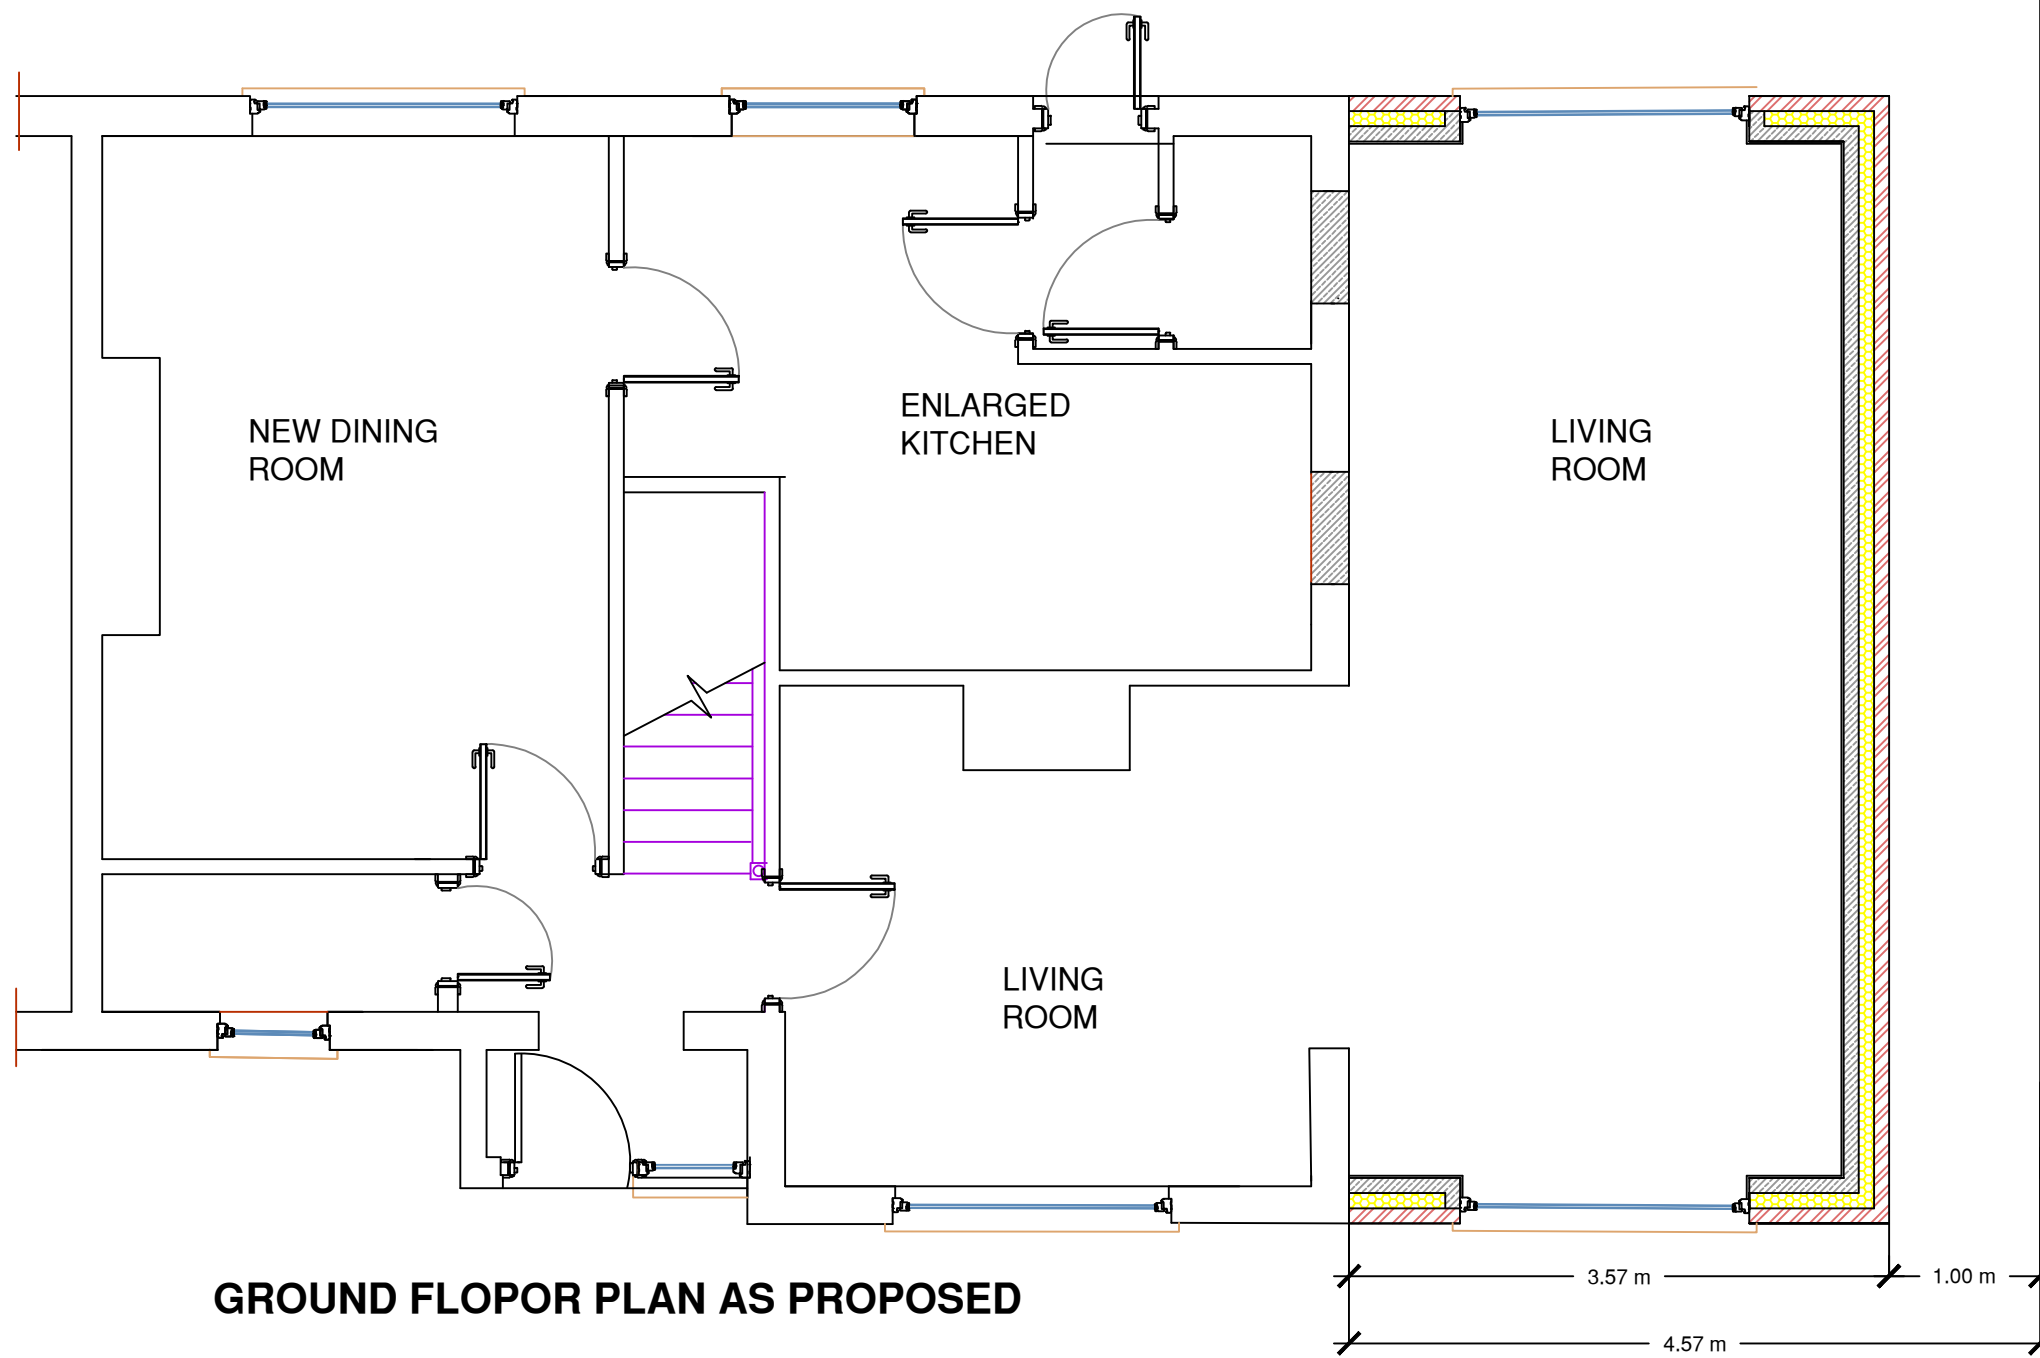 NEW DINING
ROOM
ENLARGED
KITCHEN
LIVING
ROOM
LIVING
ROOM
GROUND FLOPOR PLAN AS PROPOSED
3.57 m
1.00 m
4.57 m